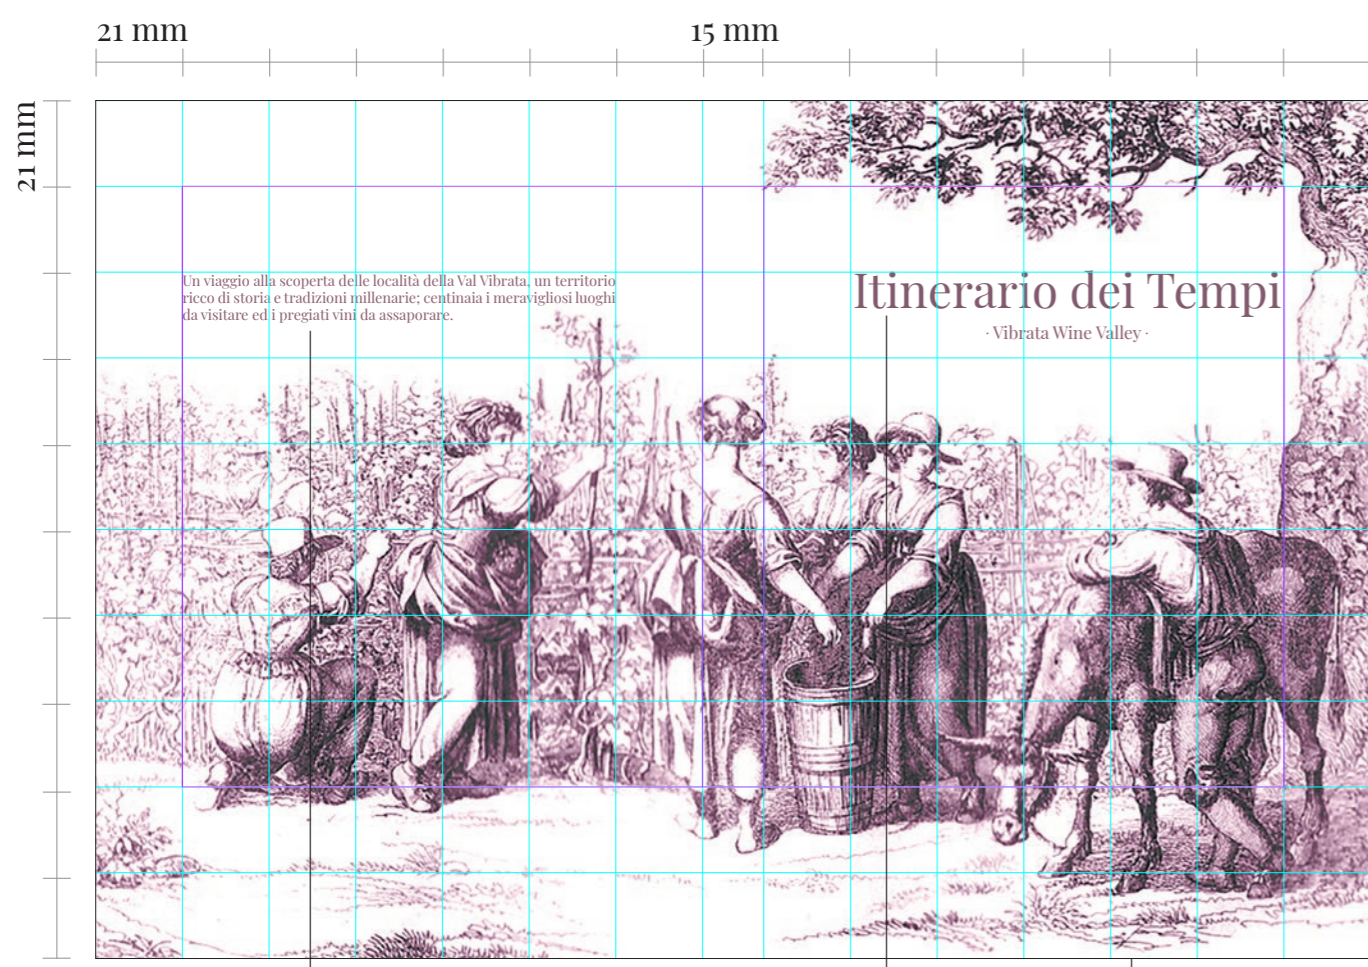 21 mm
15 mm
21 mm
Un viaggio alla scoperta delle località della Val Vibrata, un territorio
ricco di storia e tradizioni millenarie; centinaia i meravigliosi luoghi
da visitare ed i pregiati vini da assaporare.
Itinerario dei Tempi
· Vibrata Wine Valley ·